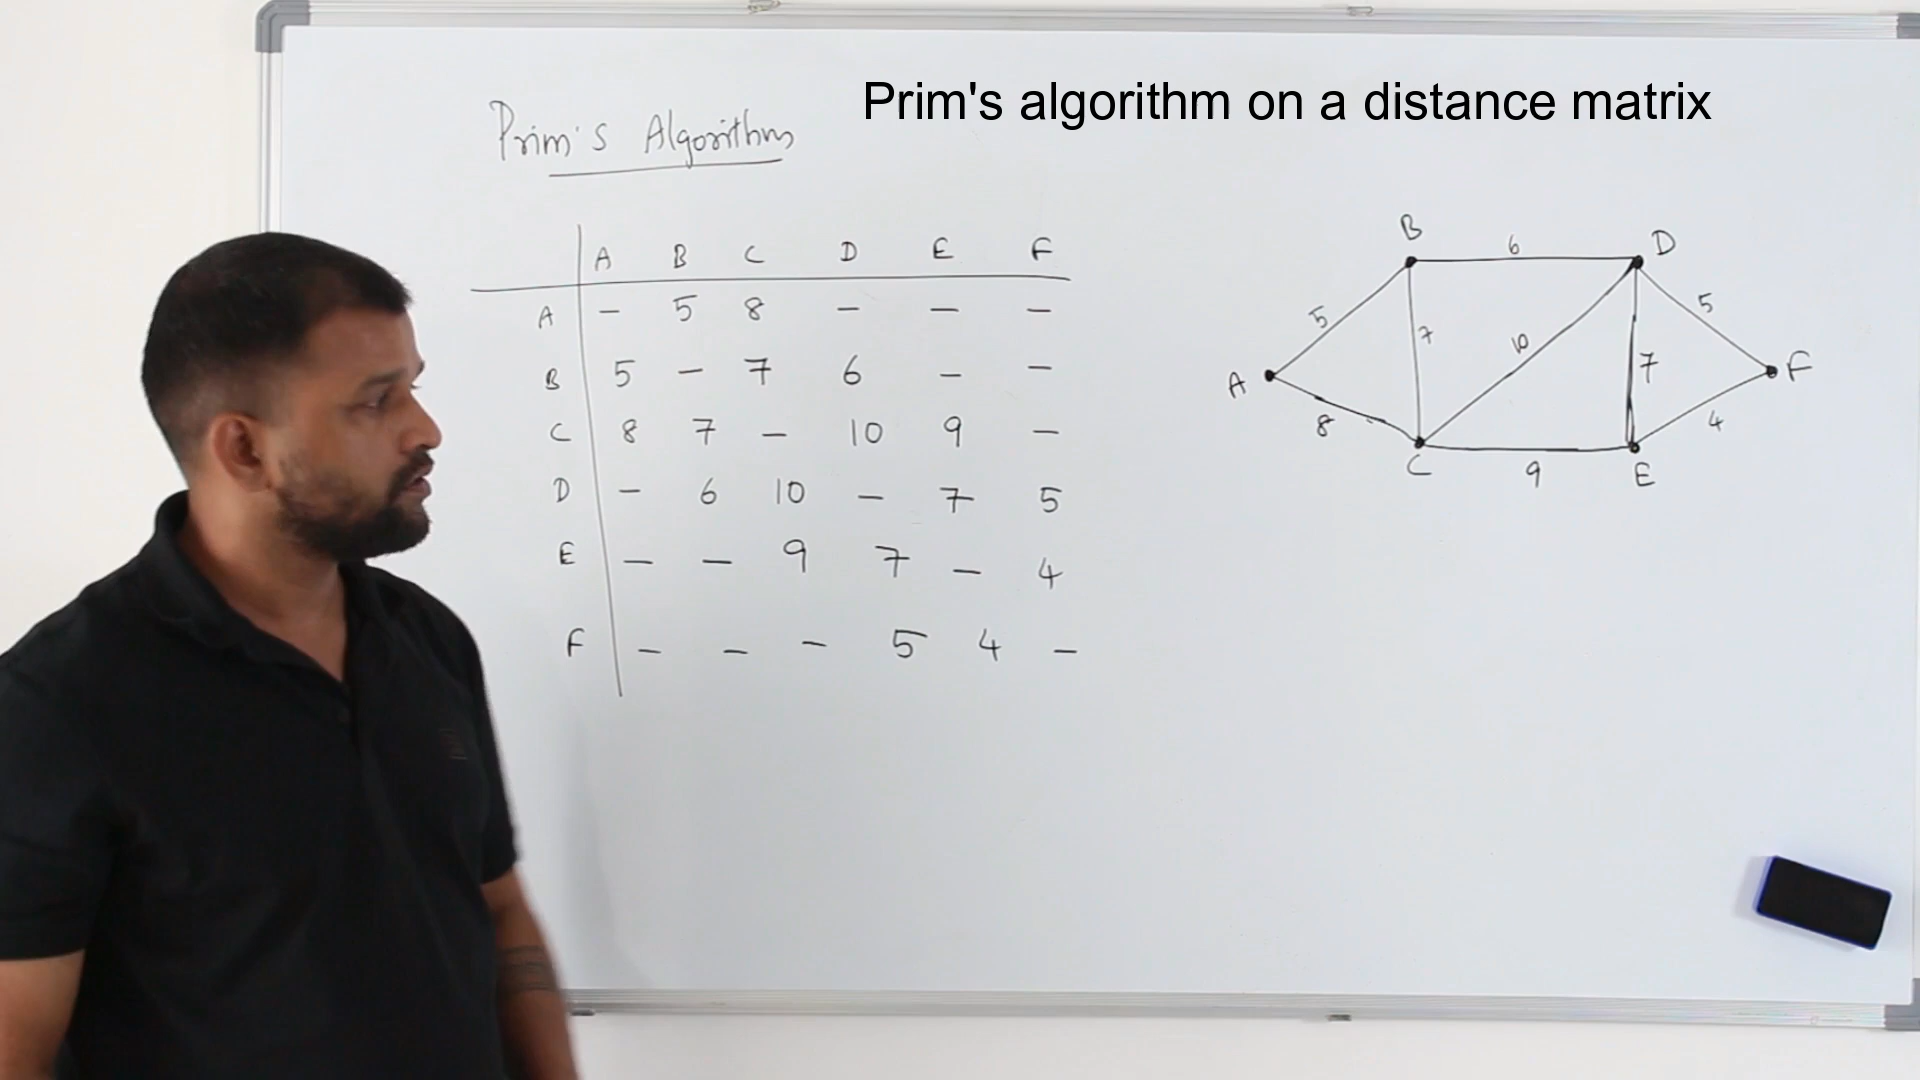 Prim's algorithm on a distance matrix
Prim's Algorithm
A B C D E F
A - 5 8 - - -
B 5 - 7 6 - -
C 8 7 - 10 9 -
D - 6 10 - 7 5
E - - 9 7 - 4
F - - - 5 4 -
B 6 D
5 7 10 5
A 7 F
8 4
C 9 E